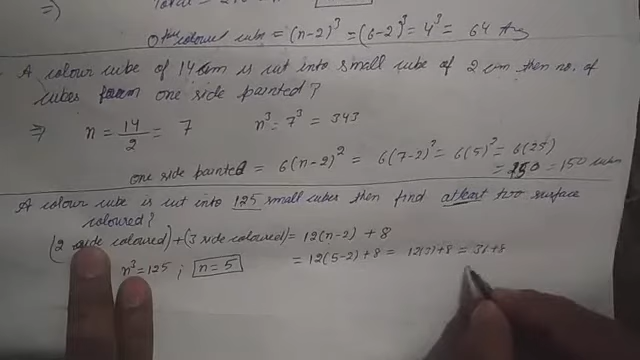 =)
Other coloured cube = (n-2)³ = (6-2)³ = 4³ = 64 Ans
A colour cube of 14 cm is cut into small cube of 2 cm then no. of
cubes from one side painted?
⇒ n = 14/2 = 7 n³ = 7³ = 343
one side painted = 6(n-2)² = 6(7-2)² = 6(5)² = 6(25)
= 150 = 150 cubes
A colour cube is cut into 125 small cubes then find atleast two surface
coloured?
(2 side coloured) + (3 side coloured) = 12(n-2) + 8
n³ = 125 ; n = 5 = 12(5-2) + 8 = 12(3) + 8 = 31 + 8